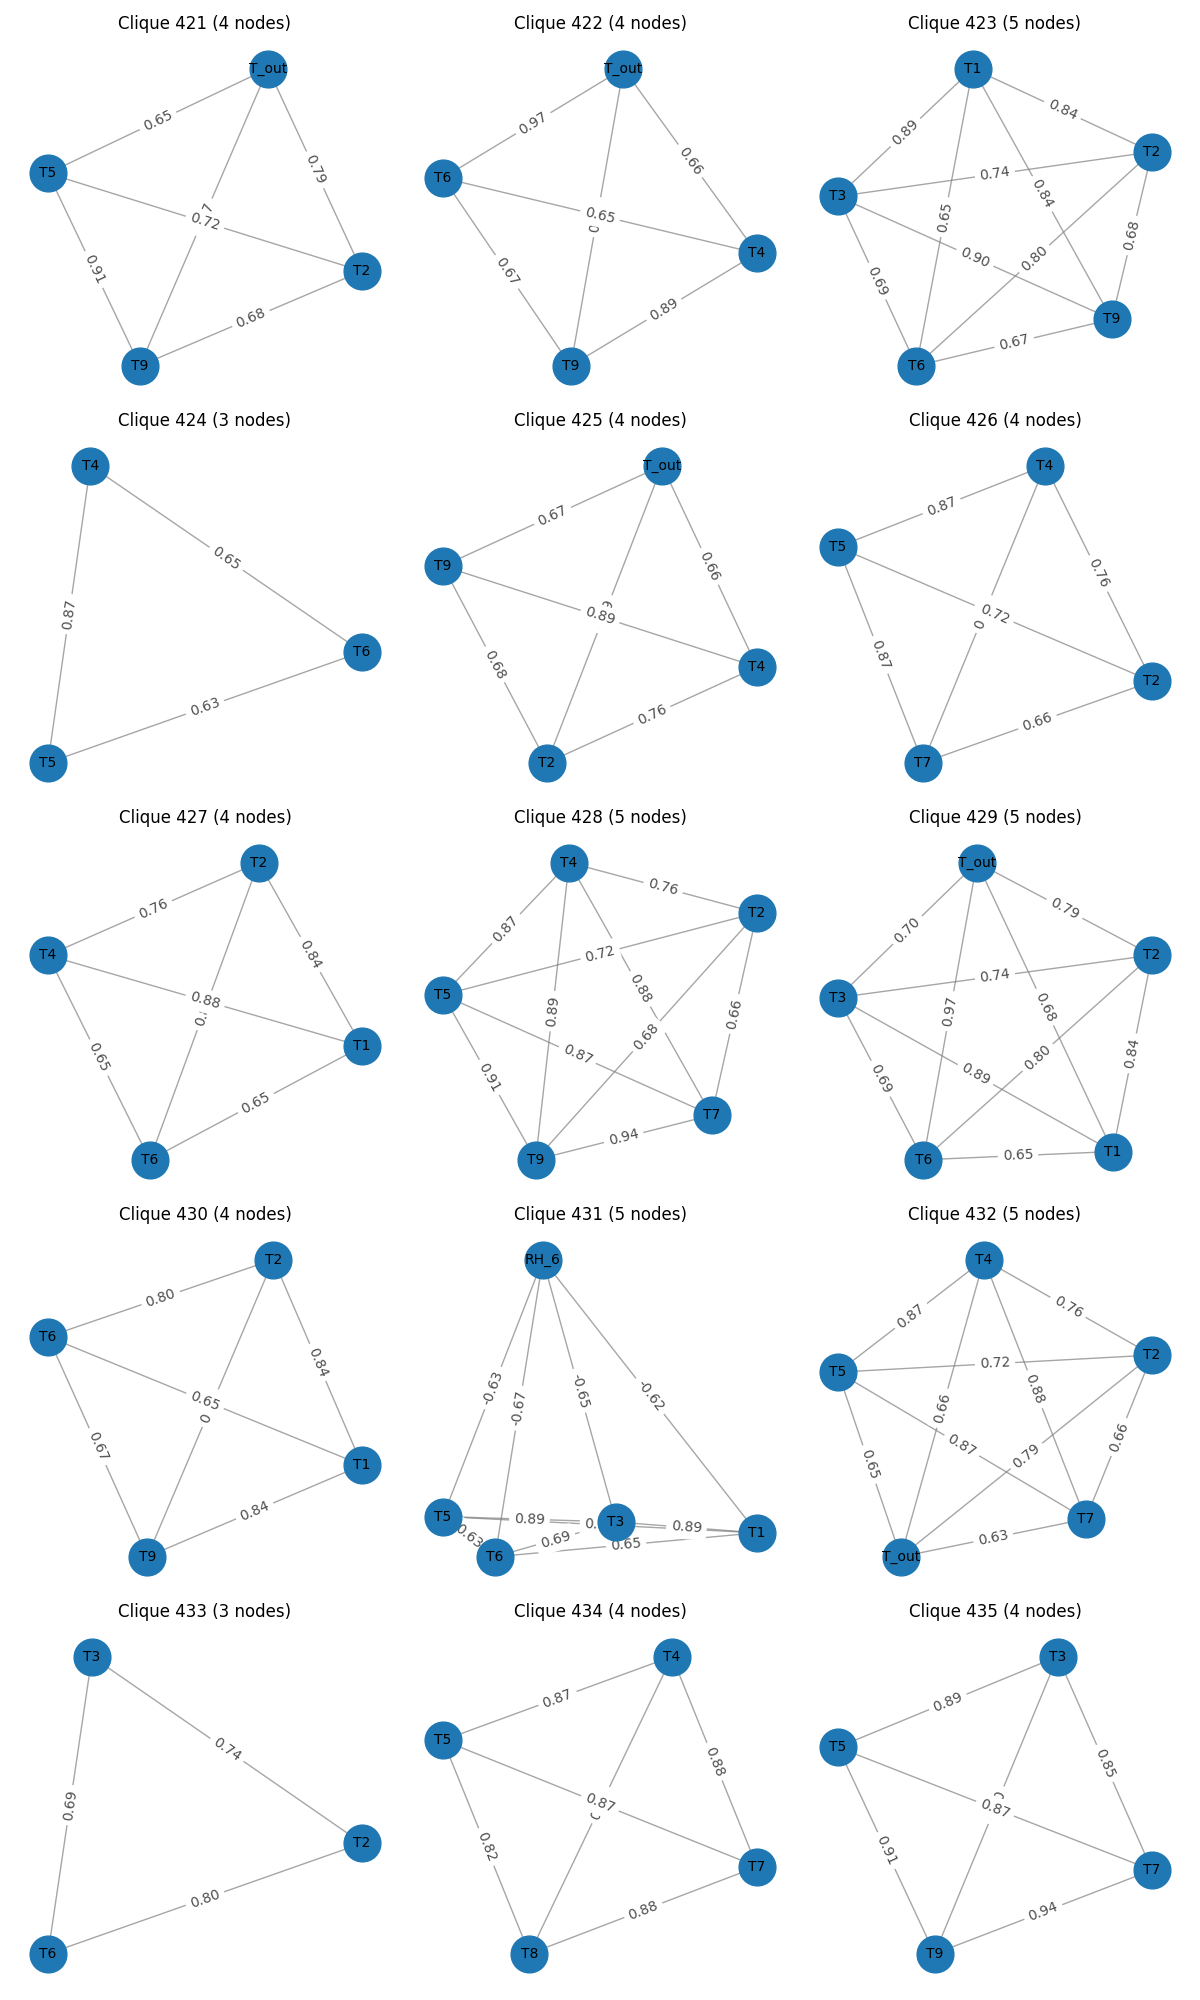 Clique 421 (4 nodes)
T_out
0.65
0.79
T5
0.72
0.91
T2
0.68
T9
Clique 422 (4 nodes)
T_out
0.97
0.66
T6
0.65
T4
0.67
0.89
T9
Clique 423 (5 nodes)
T1
0.84
0.89
T2
0.74
T3
0.84
0.65
0.68
0.90
0.80
0.69
T9
0.67
T6
Clique 424 (3 nodes)
T4
0.65
0.87
T6
0.63
T5
Clique 425 (4 nodes)
T_out
0.67
0.66
T9
0.89
0.68
T4
0.76
T2
Clique 426 (4 nodes)
T4
0.87
T5
0.76
0.72
0.87
T2
0.66
T7
Clique 427 (4 nodes)
T2
0.76
0.84
T4
0.88
T1
0.65
0.65
T6
Clique 428 (5 nodes)
T4
0.76
T2
0.87
0.72
0.88
T5
0.89
0.66
0.68
0.87
0.91
T7
0.94
T9
Clique 429 (5 nodes)
T_out
0.79
0.70
T2
0.74
T3
0.97
0.68
0.84
0.80
0.89
0.69
T1
0.65
T6
Clique 430 (4 nodes)
T2
0.80
T6
0.84
0.65
0.67
T1
0.84
T9
Clique 431 (5 nodes)
RH_6
-0.63
-0.67
-0.65
-0.62
T5
0.89
T3
0.89
T1
0.63
0.69
0.65
T6
Clique 432 (5 nodes)
T4
0.76
0.87
T2
0.72
T5
0.88
0.66
0.66
0.87
0.79
0.65
T7
0.63
T_out
Clique 433 (3 nodes)
T3
0.74
0.69
T2
0.80
T6
Clique 434 (4 nodes)
T4
0.87
T5
0.88
0.87
0.82
T7
0.88
T8
Clique 435 (4 nodes)
T3
0.89
T5
0.85
0.87
0.91
T7
0.94
T9